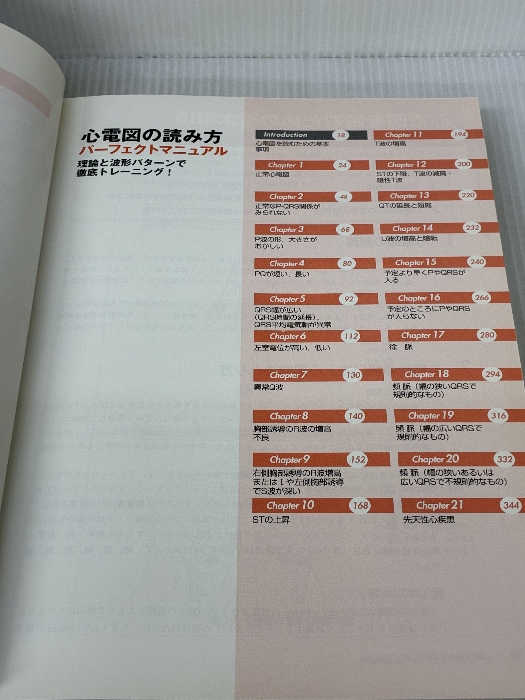 心電図の読み方
パーフェクトマニュアル
理論と波形パターンで
徹底トレーニング！
Introduction 18
心電図を読むための基本
事項
Chapter 1 24
正常心電図
Chapter 2 48
正常なP-QRS関係が
みられない
Chapter 3 68
P波の形、大きさが
おかしい
Chapter 4 80
PQが短い、長い
Chapter 5 92
QRS幅が広い
（QRS時間の延長）、
QRS平均電気軸が異常
Chapter 6 112
左室電位が高い、低い
Chapter 7 130
異常Q波
Chapter 8 140
胸部誘導のR波の増高
不良
Chapter 9 152
右側胸部誘導のR波増高
またはⅠや左側胸部誘導
でS波が深い
Chapter 10 168
STの上昇
Chapter 11 194
T波の増高
Chapter 12 200
STの下降、T波の減高・
陰性T波
Chapter 13 220
QTの延長と短縮
Chapter 14 232
U波の増高と陰転
Chapter 15 240
予定より早くPやQRSが
入る
Chapter 16 266
予定のところにPやQRS
が入らない
Chapter 17 280
徐 脈
Chapter 18 294
頻 脈（幅の狭いQRSで
規則的なもの）
Chapter 19 316
頻 脈（幅の広いQRSで
規則的なもの）
Chapter 20 332
頻 脈（幅の狭いあるいは
広いQRSで不規則的なもの）
Chapter 21 344
先天性心疾患